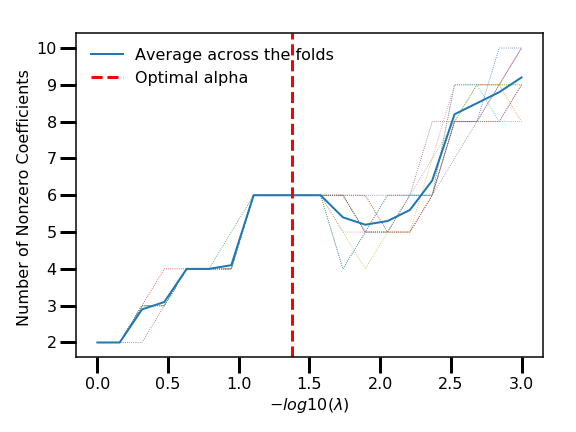 Average across the folds
Optimal alpha
Number of Nonzero Coefficients
10
9
8
7
6
5
4
3
2
0.0 0.5 1.0 1.5 2.0 2.5 3.0
−log10(λ)